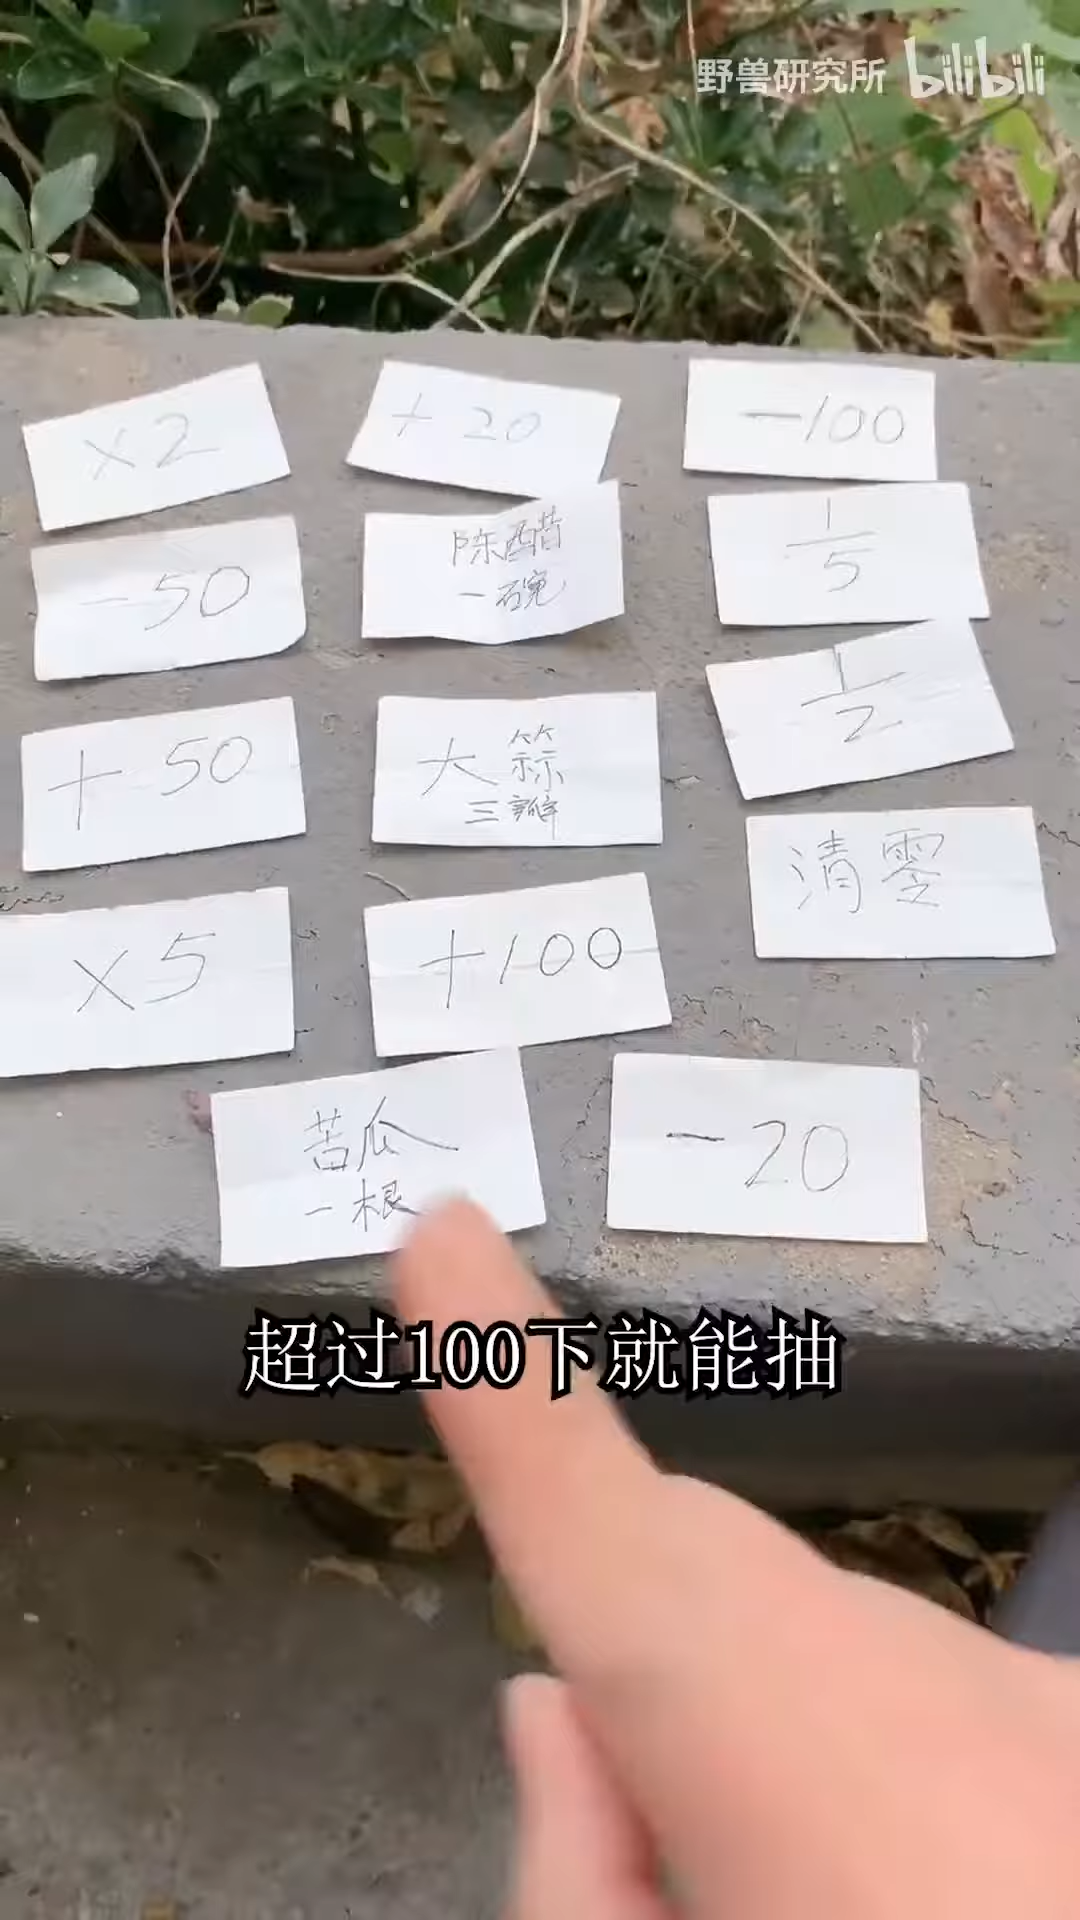 野兽研究所 bilibili
×2
+20
-100
-50
陈醋
一碗
1/5
+50
大蒜
三瓣
1/2
×5
+100
清零
苦瓜
一根
-20
超过100下就能抽